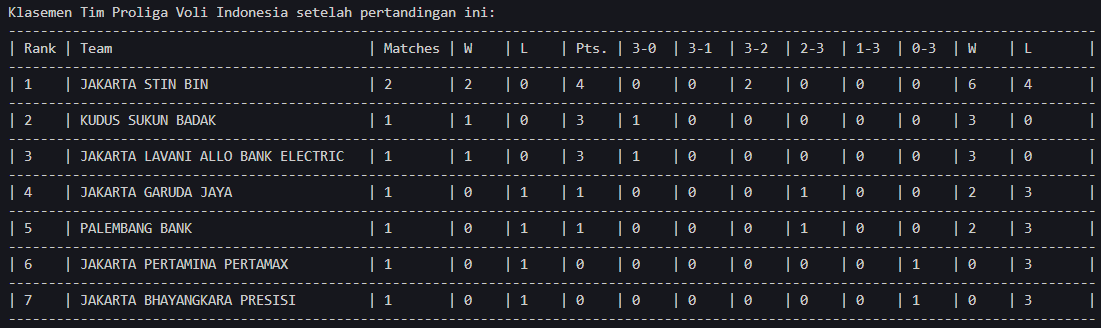 Klasemen Tim Proliga Voli Indonesia setelah pertandingan ini:
| Rank | Team | Matches | W | L | Pts. | 3-0 | 3-1 | 3-2 | 2-3 | 1-3 | 0-3 | W | L |
| 1 | JAKARTA STIN BIN | 2 | 2 | 0 | 4 | 0 | 0 | 2 | 0 | 0 | 0 | 6 | 4 |
| 2 | KUDUS SUKUN BADAK | 1 | 1 | 0 | 3 | 1 | 0 | 0 | 0 | 0 | 0 | 3 | 0 |
| 3 | JAKARTA LAVANI ALLO BANK ELECTRIC | 1 | 1 | 0 | 3 | 1 | 0 | 0 | 0 | 0 | 0 | 3 | 0 |
| 4 | JAKARTA GARUDA JAYA | 1 | 0 | 1 | 1 | 0 | 0 | 0 | 1 | 0 | 0 | 2 | 3 |
| 5 | PALEMBANG BANK | 1 | 0 | 1 | 1 | 0 | 0 | 0 | 1 | 0 | 0 | 2 | 3 |
| 6 | JAKARTA PERTAMINA PERTAMAX | 1 | 0 | 1 | 0 | 0 | 0 | 0 | 0 | 0 | 1 | 0 | 3 |
| 7 | JAKARTA BHAYANGKARA PRESISI | 1 | 0 | 1 | 0 | 0 | 0 | 0 | 0 | 0 | 1 | 0 | 3 |